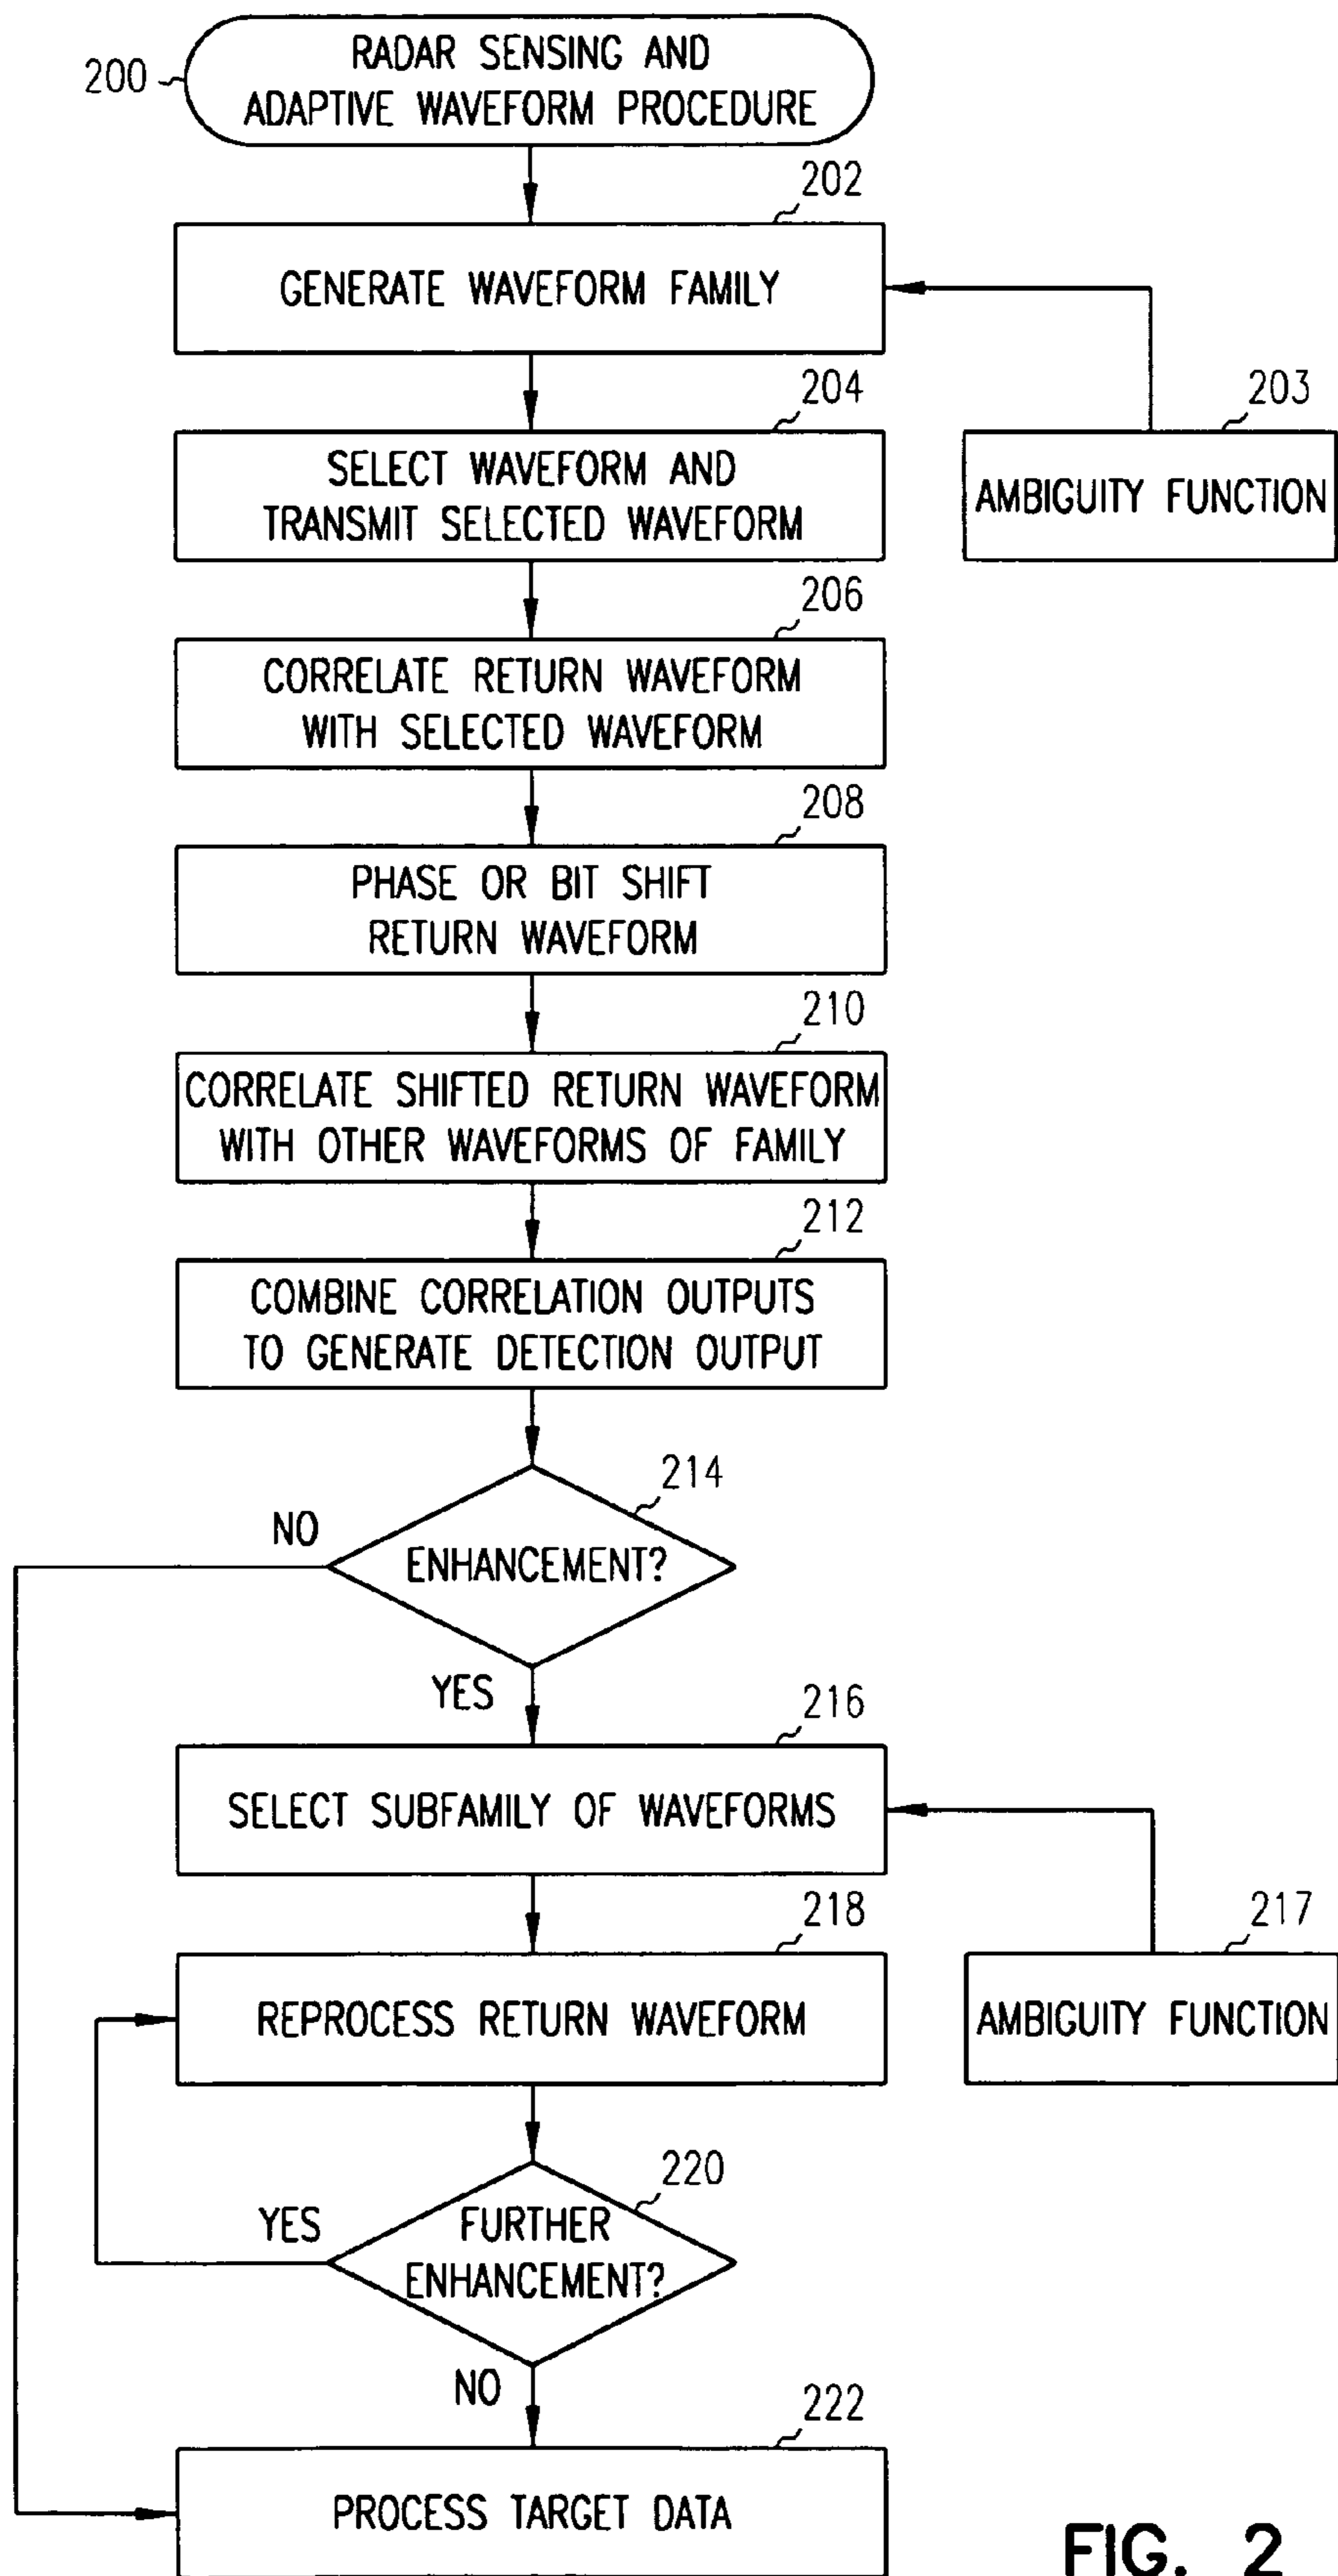 200
RADAR SENSING AND
ADAPTIVE WAVEFORM PROCEDURE
202
GENERATE WAVEFORM FAMILY
204
SELECT WAVEFORM AND
TRANSMIT SELECTED WAVEFORM
203
AMBIGUITY FUNCTION
206
CORRELATE RETURN WAVEFORM
WITH SELECTED WAVEFORM
208
PHASE OR BIT SHIFT
RETURN WAVEFORM
210
CORRELATE SHIFTED RETURN WAVEFORM
WITH OTHER WAVEFORMS OF FAMILY
212
COMBINE CORRELATION OUTPUTS
TO GENERATE DETECTION OUTPUT
214
NO
ENHANCEMENT?
YES
216
SELECT SUBFAMILY OF WAVEFORMS
218
REPROCESS RETURN WAVEFORM
217
AMBIGUITY FUNCTION
220
YES
FURTHER
ENHANCEMENT?
NO
222
PROCESS TARGET DATA
FIG. 2